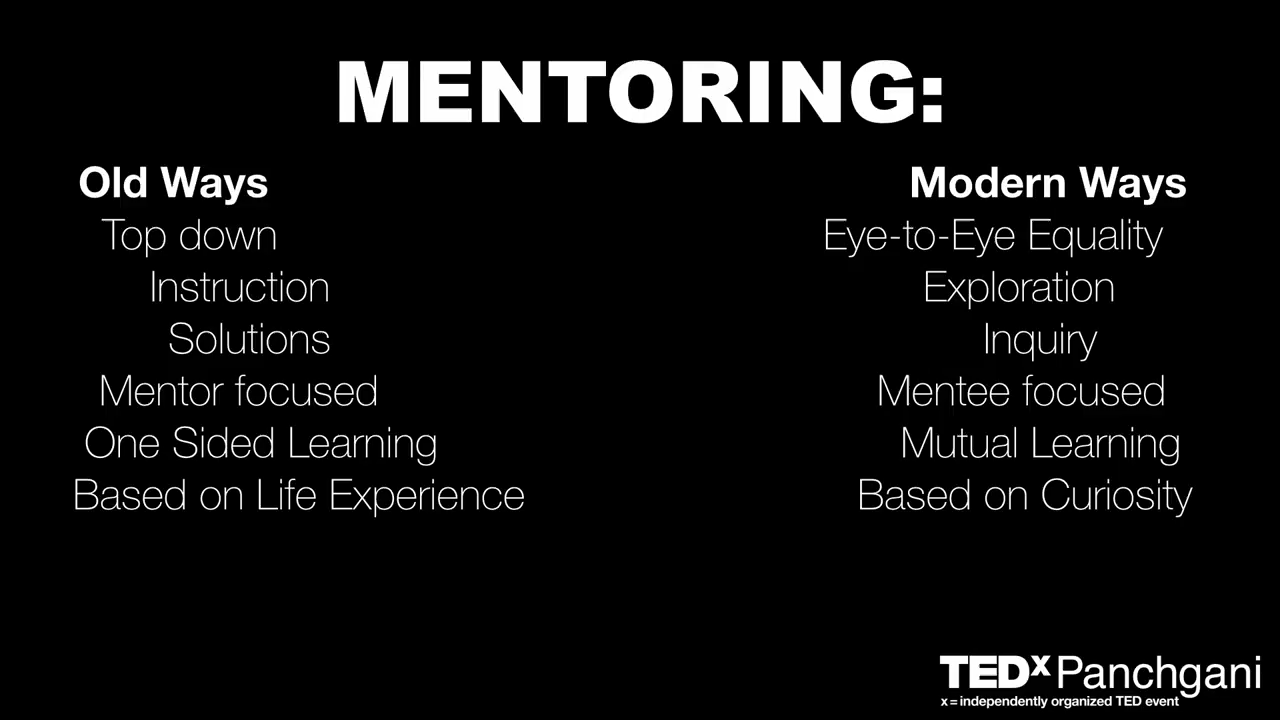 MENTORING:
Old Ways
Top down
Instruction
Solutions
Mentor focused
One Sided Learning
Based on Life Experience
Modern Ways
Eye-to-Eye Equality
Exploration
Inquiry
Mentee focused
Mutual Learning
Based on Curiosity
TEDx Panchgani
x = independently organized TED event